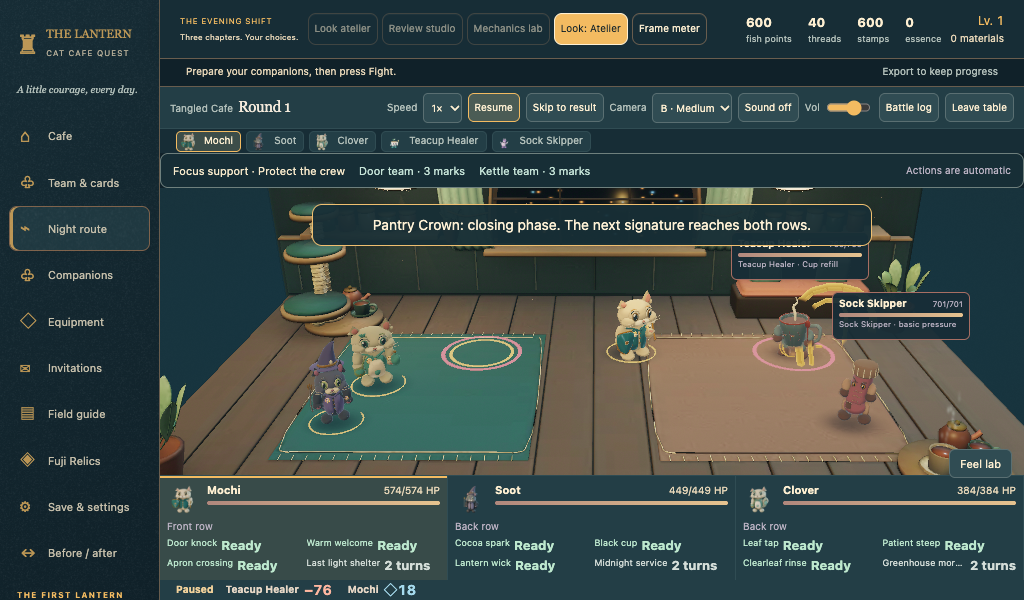 THE LANTERN
CAT CAFE QUEST
A little courage, every day.
Cafe
Team & cards
Night route
Companions
Equipment
Invitations
Field guide
Fuji Relics
Save & settings
Before / after
THE FIRST LANTERN
THE EVENING SHIFT
Three chapters. Your choices.
Look atelier
Review studio
Mechanics lab
Look: Atelier
Frame meter
600 fish points
40 threads
600 stamps
0 essence
Lv. 1
0 materials
Prepare your companions, then press Fight.
Export to keep progress
Tangled Cafe Round 1
Speed 1x Resume Skip to result Camera B · Medium Sound off Vol Battle log Leave table
Mochi Soot Clover Teacup Healer Sock Skipper
Focus support · Protect the crew Door team · 3 marks Kettle team · 3 marks Actions are automatic
Pantry Crown: closing phase. The next signature reaches both rows.
Teacup Healer
Teacup Healer · Cup refill
Sock Skipper 701/701
Sock Skipper · basic pressure
Feel lab
Mochi 574/574 HP
Front row
Door knock Ready Warm welcome Ready
Apron crossing Ready Last light shelter 2 turns
Soot 449/449 HP
Back row
Cocoa spark Ready Black cup Ready
Lantern wick Ready Midnight service 2 turns
Clover 384/384 HP
Back row
Leaf tap Ready Patient steep Ready
Clearleaf rinse Ready Greenhouse mor... 2 turns
Paused Teacup Healer −76 Mochi ◇18